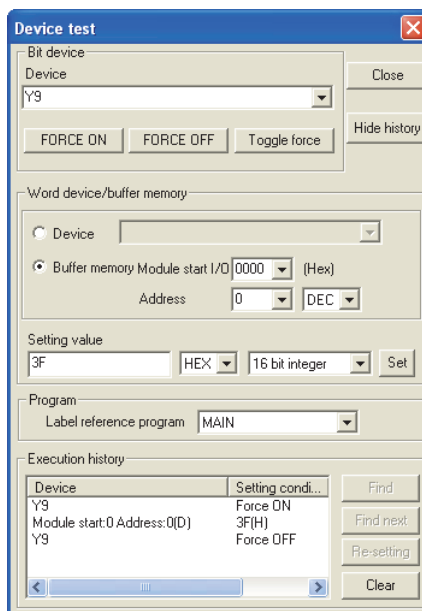 Device test
Bit device
Device
Close
Y9
FORCE ON FORCE OFF Toggle force
Hide history
Word device/buffer memory
Device
Buffer memory Module start I/O 0000 (Hex)
Address 0 DEC
Setting value
3F HEX 16 bit integer Set
Program
Label reference program MAIN
Execution history
Device Setting condi...
Y9 Force ON
Module start:0 Address:0(D) 3F(H)
Y9 Force OFF
Find
Find next
Re-setting
Clear